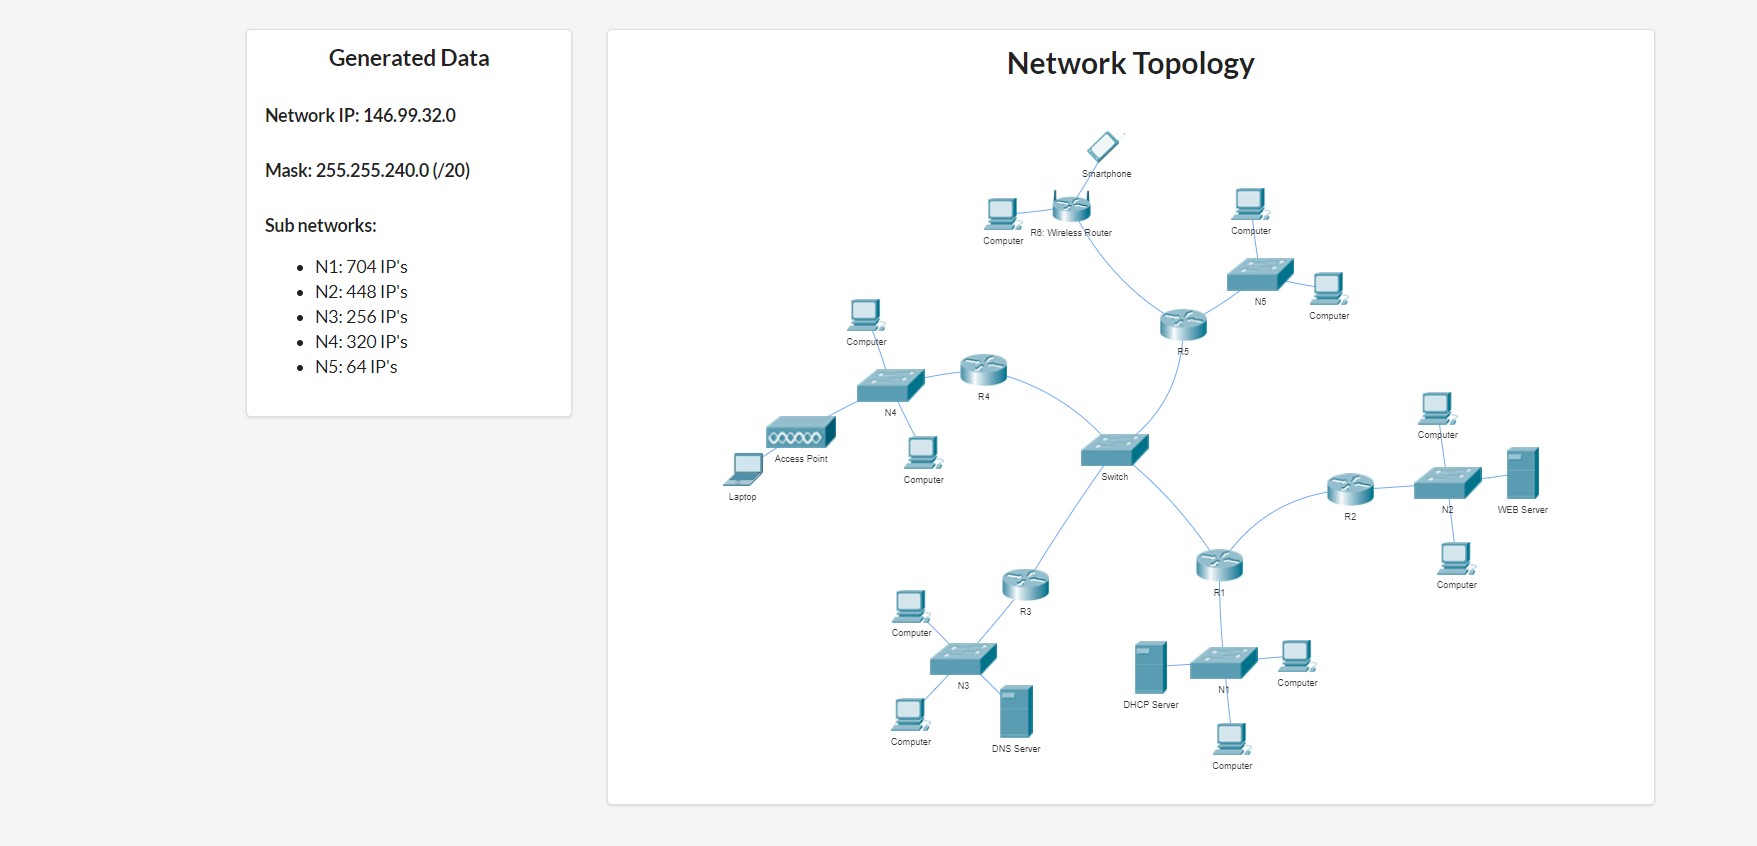 Generated Data
Network IP: 146.99.32.0
Mask: 255.255.240.0 (/20)
Sub networks:
N1: 704 IP's
N2: 448 IP's
N3: 256 IP's
N4: 320 IP's
N5: 64 IP's
Network Topology
Smartphone
Computer
R6: Wireless Router
Computer
N5
Computer
R5
Computer
R4
N4
Access Point
Laptop
Computer
Switch
Computer
R2
N2
WEB Server
Computer
R1
R3
Computer
N3
Computer
DNS Server
N1
Computer
DHCP Server
Computer